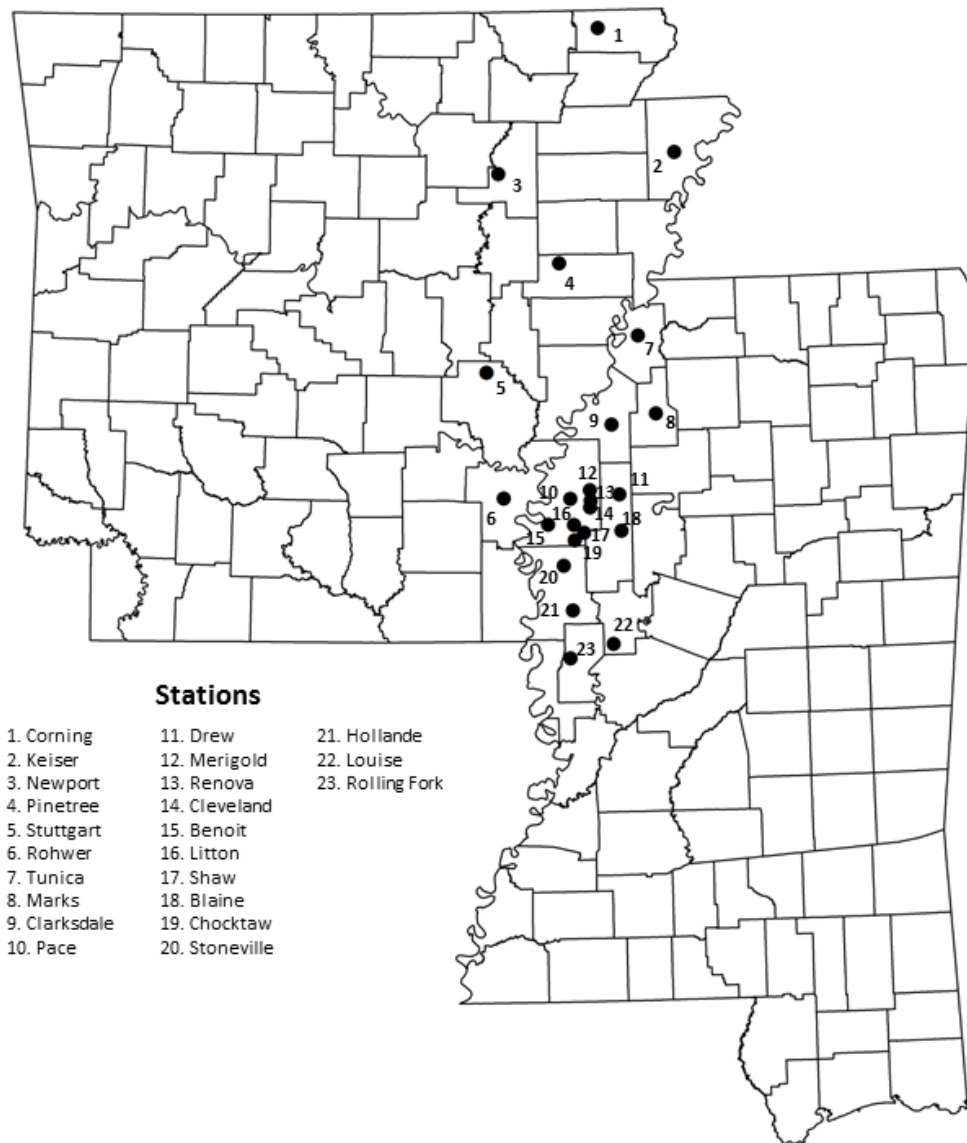 1
2
3
4
5
7
8
9
12
11
10
13
6
14
16
18
15
17
19
20
21
22
23
Stations
1. Corning
2. Keiser
3. Newport
4. Pinetree
5. Stuttgart
6. Rohwer
7. Tunica
8. Marks
9. Clarksdale
10. Pace
11. Drew
12. Merigold
13. Renova
14. Cleveland
15. Benoit
16. Litton
17. Shaw
18. Blaine
19. Chocktaw
20. Stoneville
21. Hollande
22. Louise
23. Rolling Fork